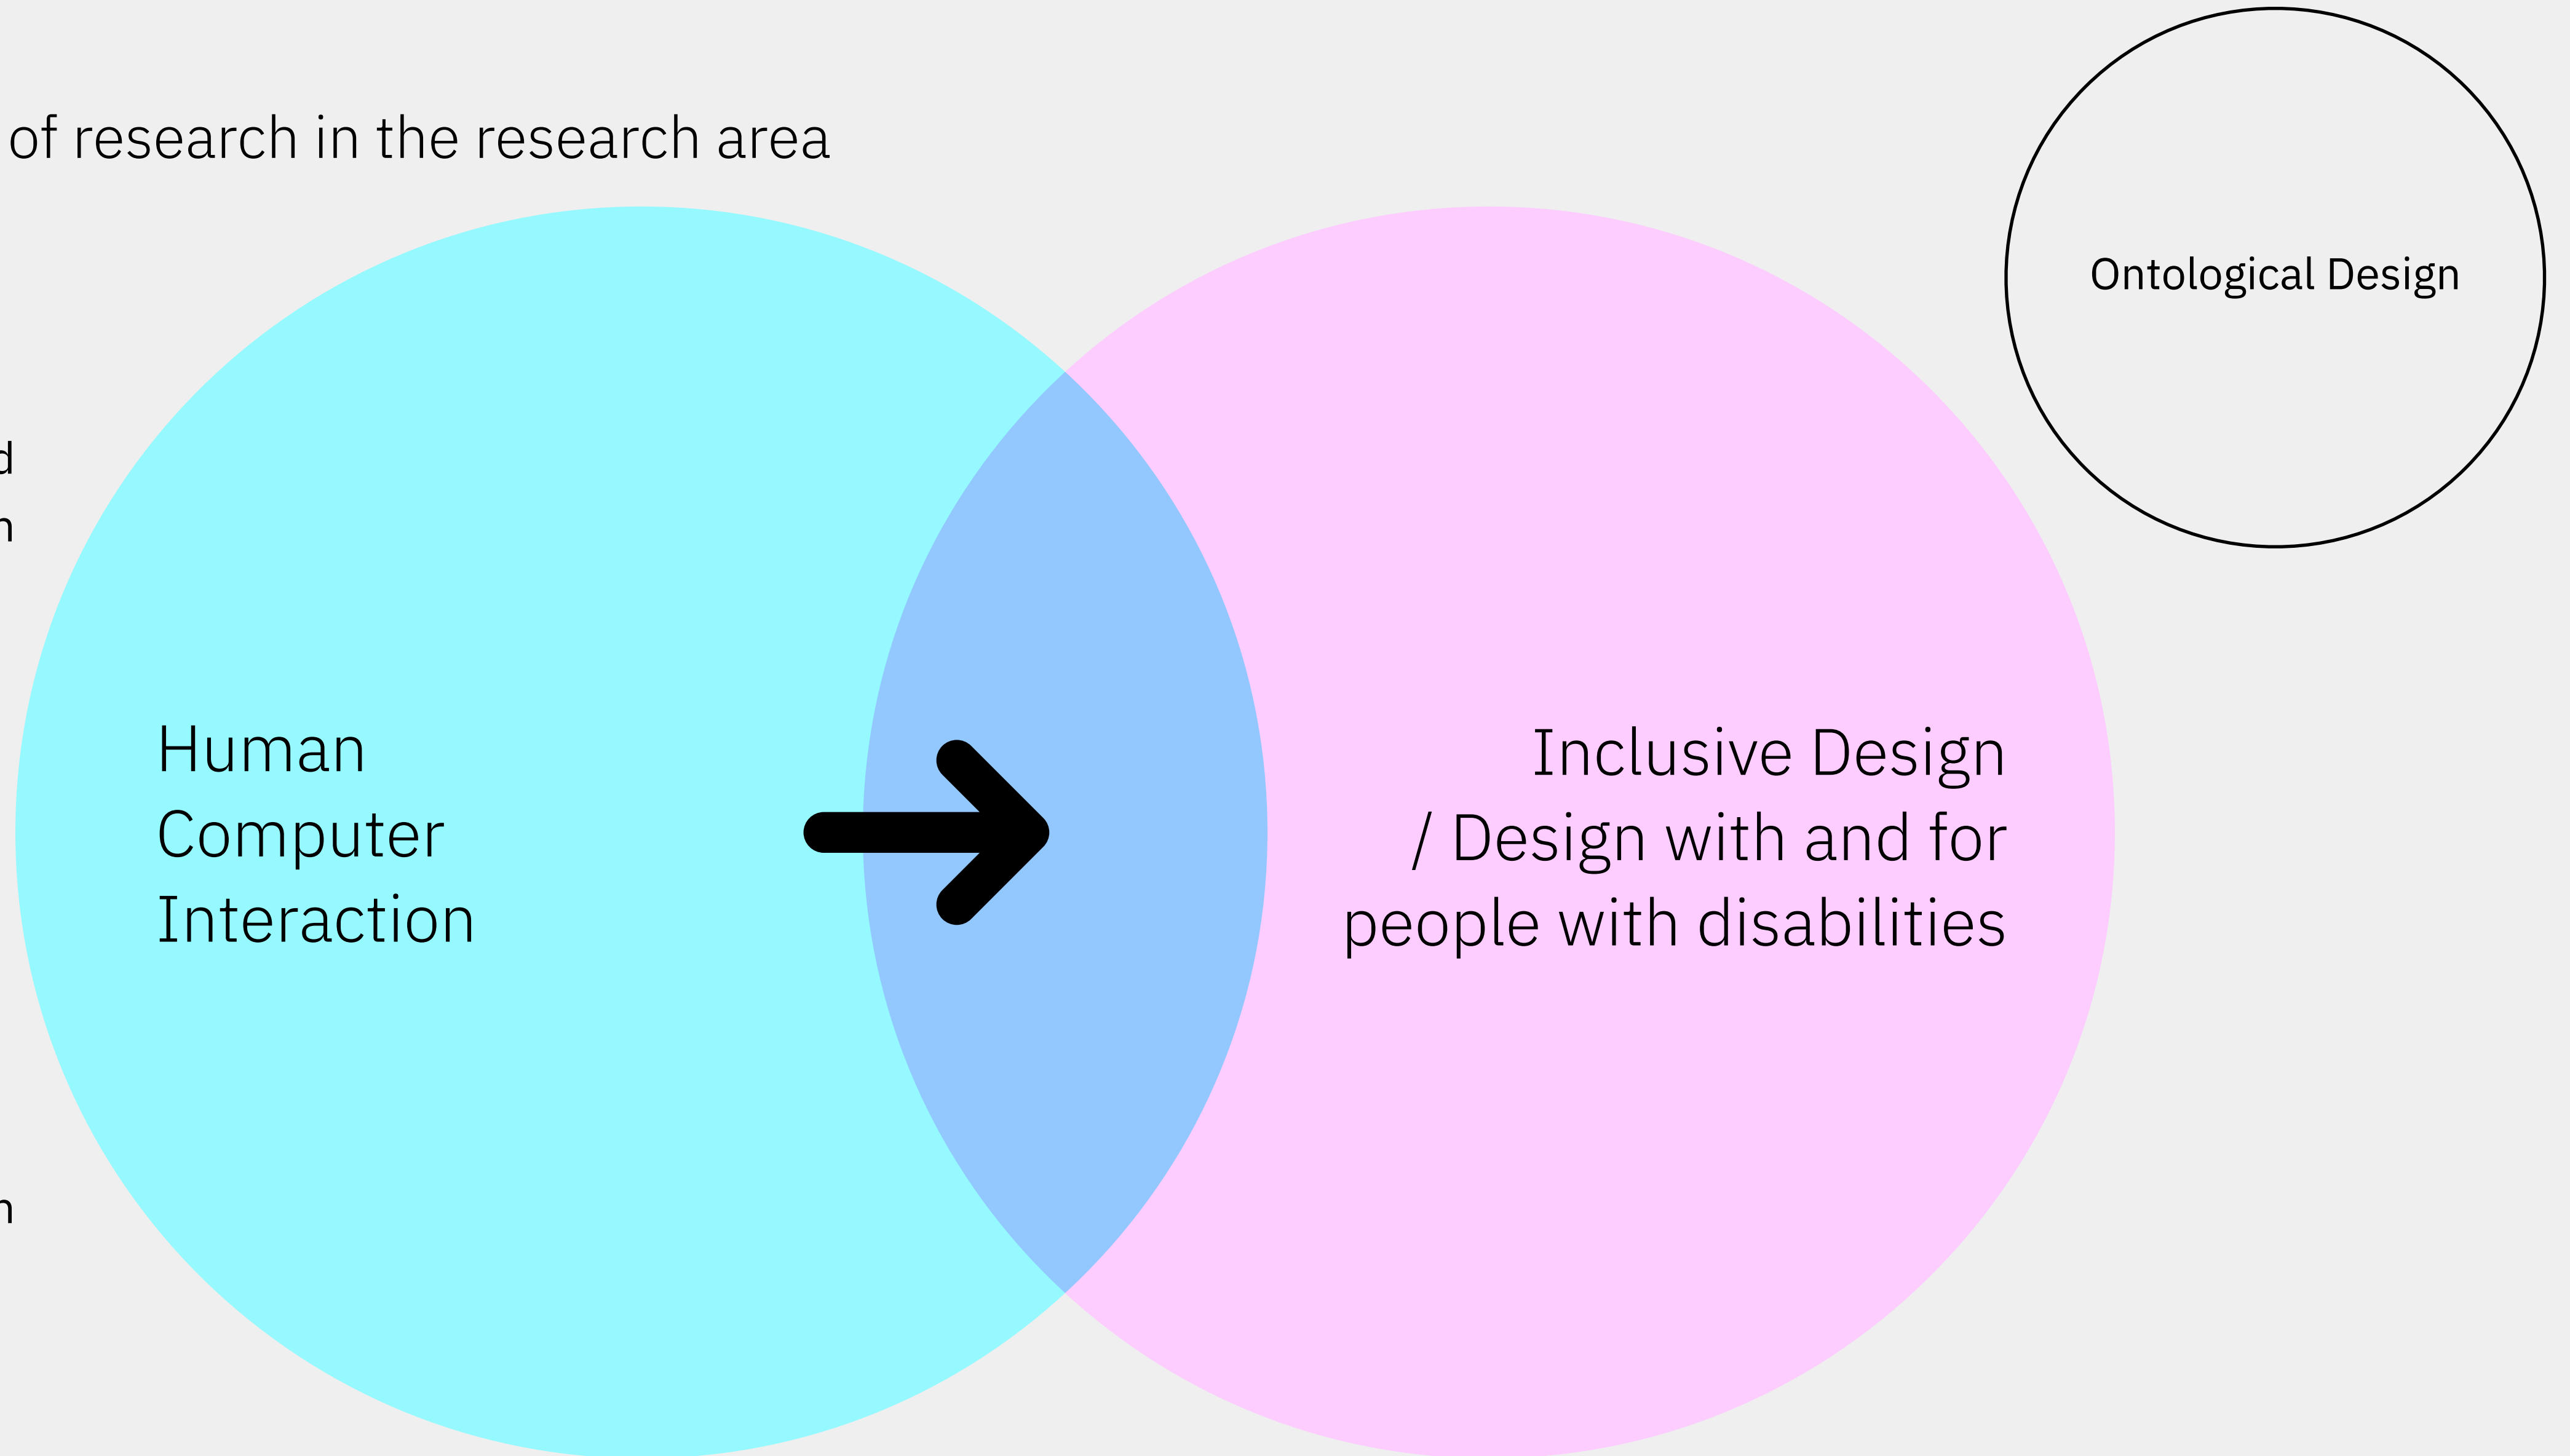 of research in the research area
Ontological Design
Human
Computer
Interaction
Inclusive Design
/ Design with and for
people with disabilities